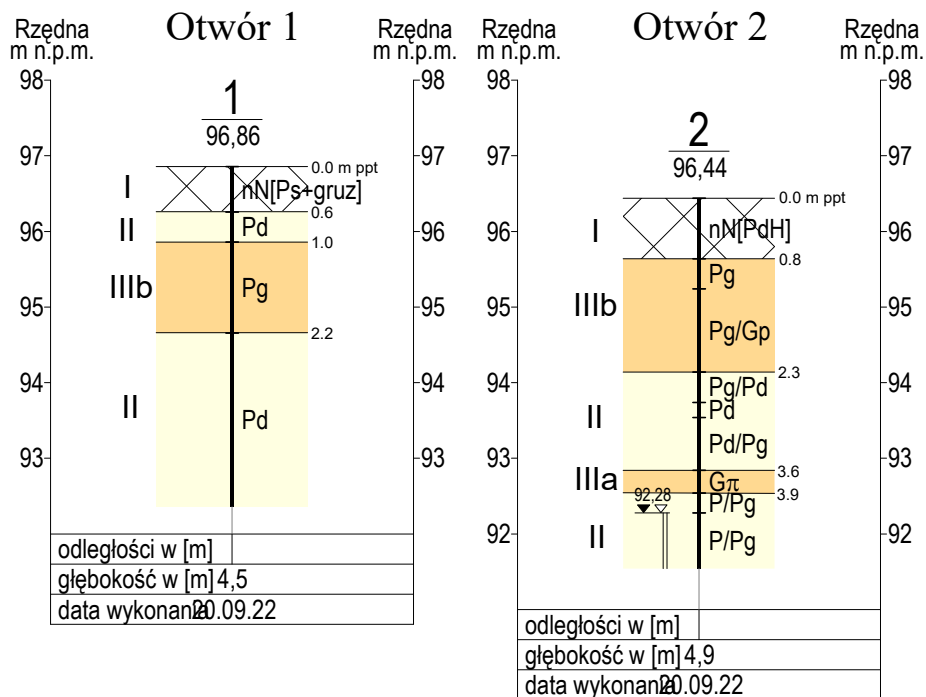 Otwór 1
Rzędna
m n.p.m.
Rzędna
m n.p.m.
98
97
96
95
94
93
98
97
96
95
94
93
1
96,86
0.0 m ppt
I
nN[Ps+gruz]
0.6
II
Pd
1.0
IIIb
Pg
2.2
II
Pd
odległości w [m]
głębokość w [m] 4,5
data wykonania 20.09.22
Otwór 2
Rzędna
m n.p.m.
Rzędna
m n.p.m.
98
97
96
95
94
93
92
98
97
96
95
94
93
92
2
96,44
0.0 m ppt
I
nN[PdH]
0.8
Pg
IIIb
Pg/Gp
2.3
Pg/Pd
II
Pd
Pd/Pg
3.6
IIIa
Gπ
3.9
92,28
P/Pg
II
P/Pg
odległości w [m]
głębokość w [m] 4,9
data wykonania 20.09.22